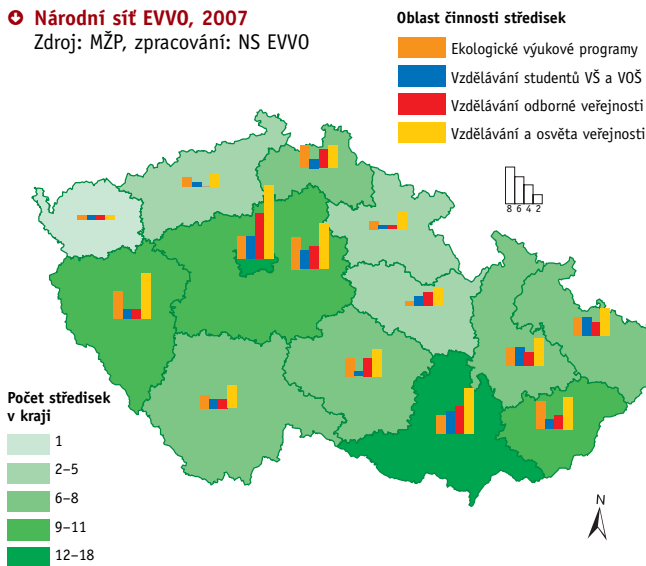 Národní síť EVVO, 2007
Zdroj: MŽP, zpracování: NS EVVO
Oblast činnosti středisek
Ekologické výukové programy
Vzdělávání studentů VŠ a VOŠ
Vzdělávání odborné veřejnosti
Vzdělávání a osvěta veřejnosti
8 6 4 2
Počet středisek
v kraji
1
2–5
6–8
9–11
12–18
N